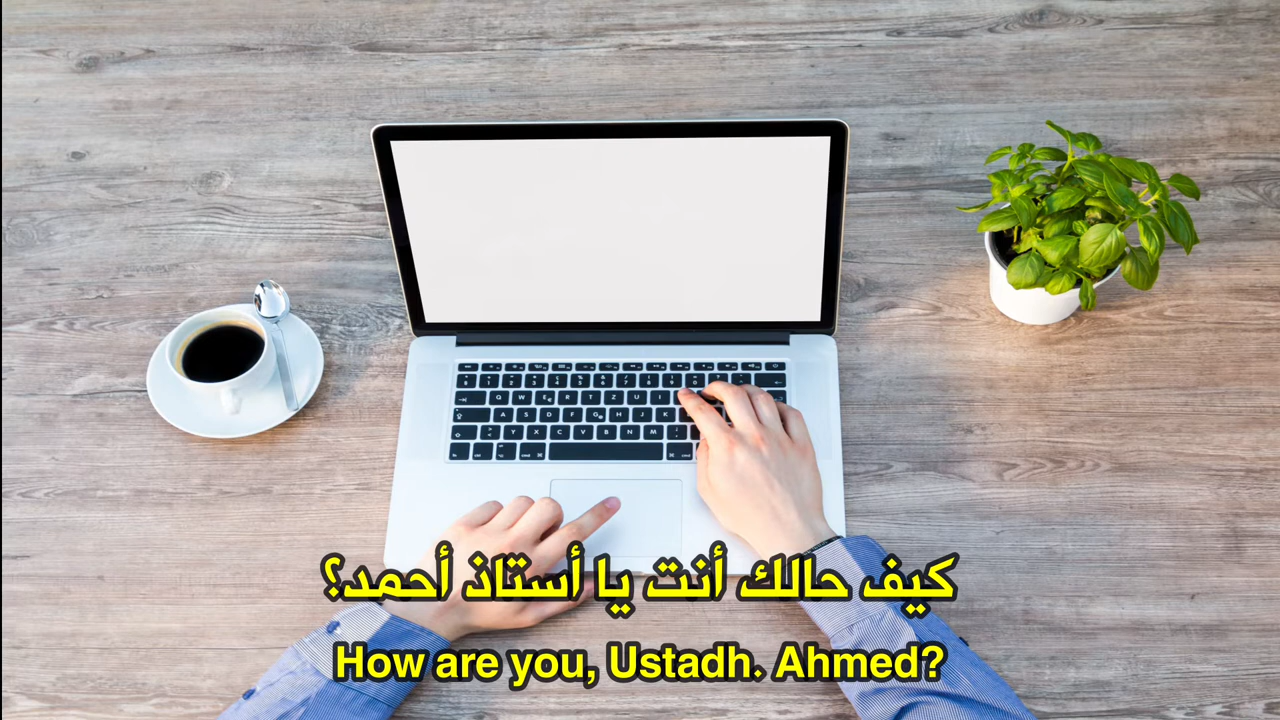 كيف حالك أنت يا أستاذ أحمد؟
How are you, Ustadh. Ahmed?